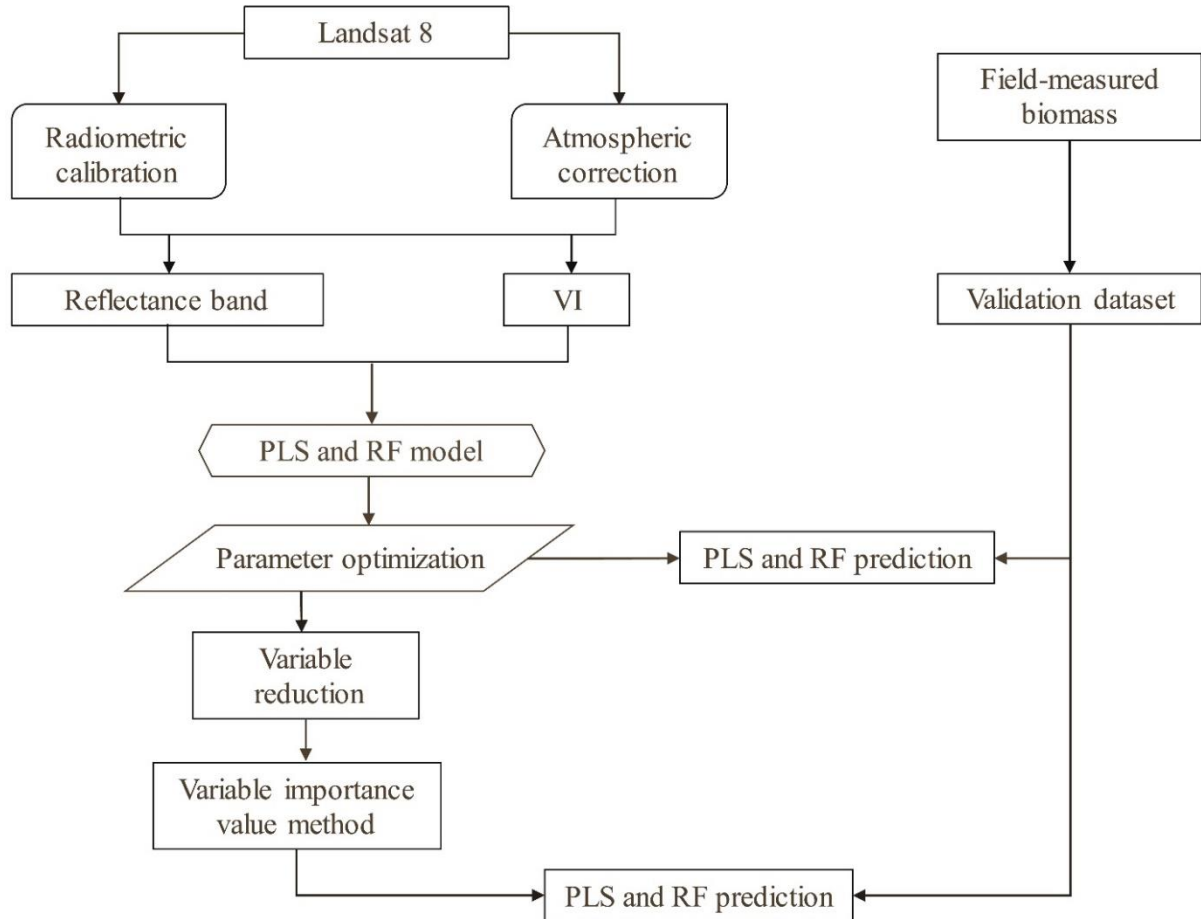 Landsat 8
Field-measured
biomass
Radiometric
calibration
Atmospheric
correction
Reflectance band
VI
Validation dataset
PLS and RF model
Parameter optimization
PLS and RF prediction
Variable
reduction
Variable importance
value method
PLS and RF prediction